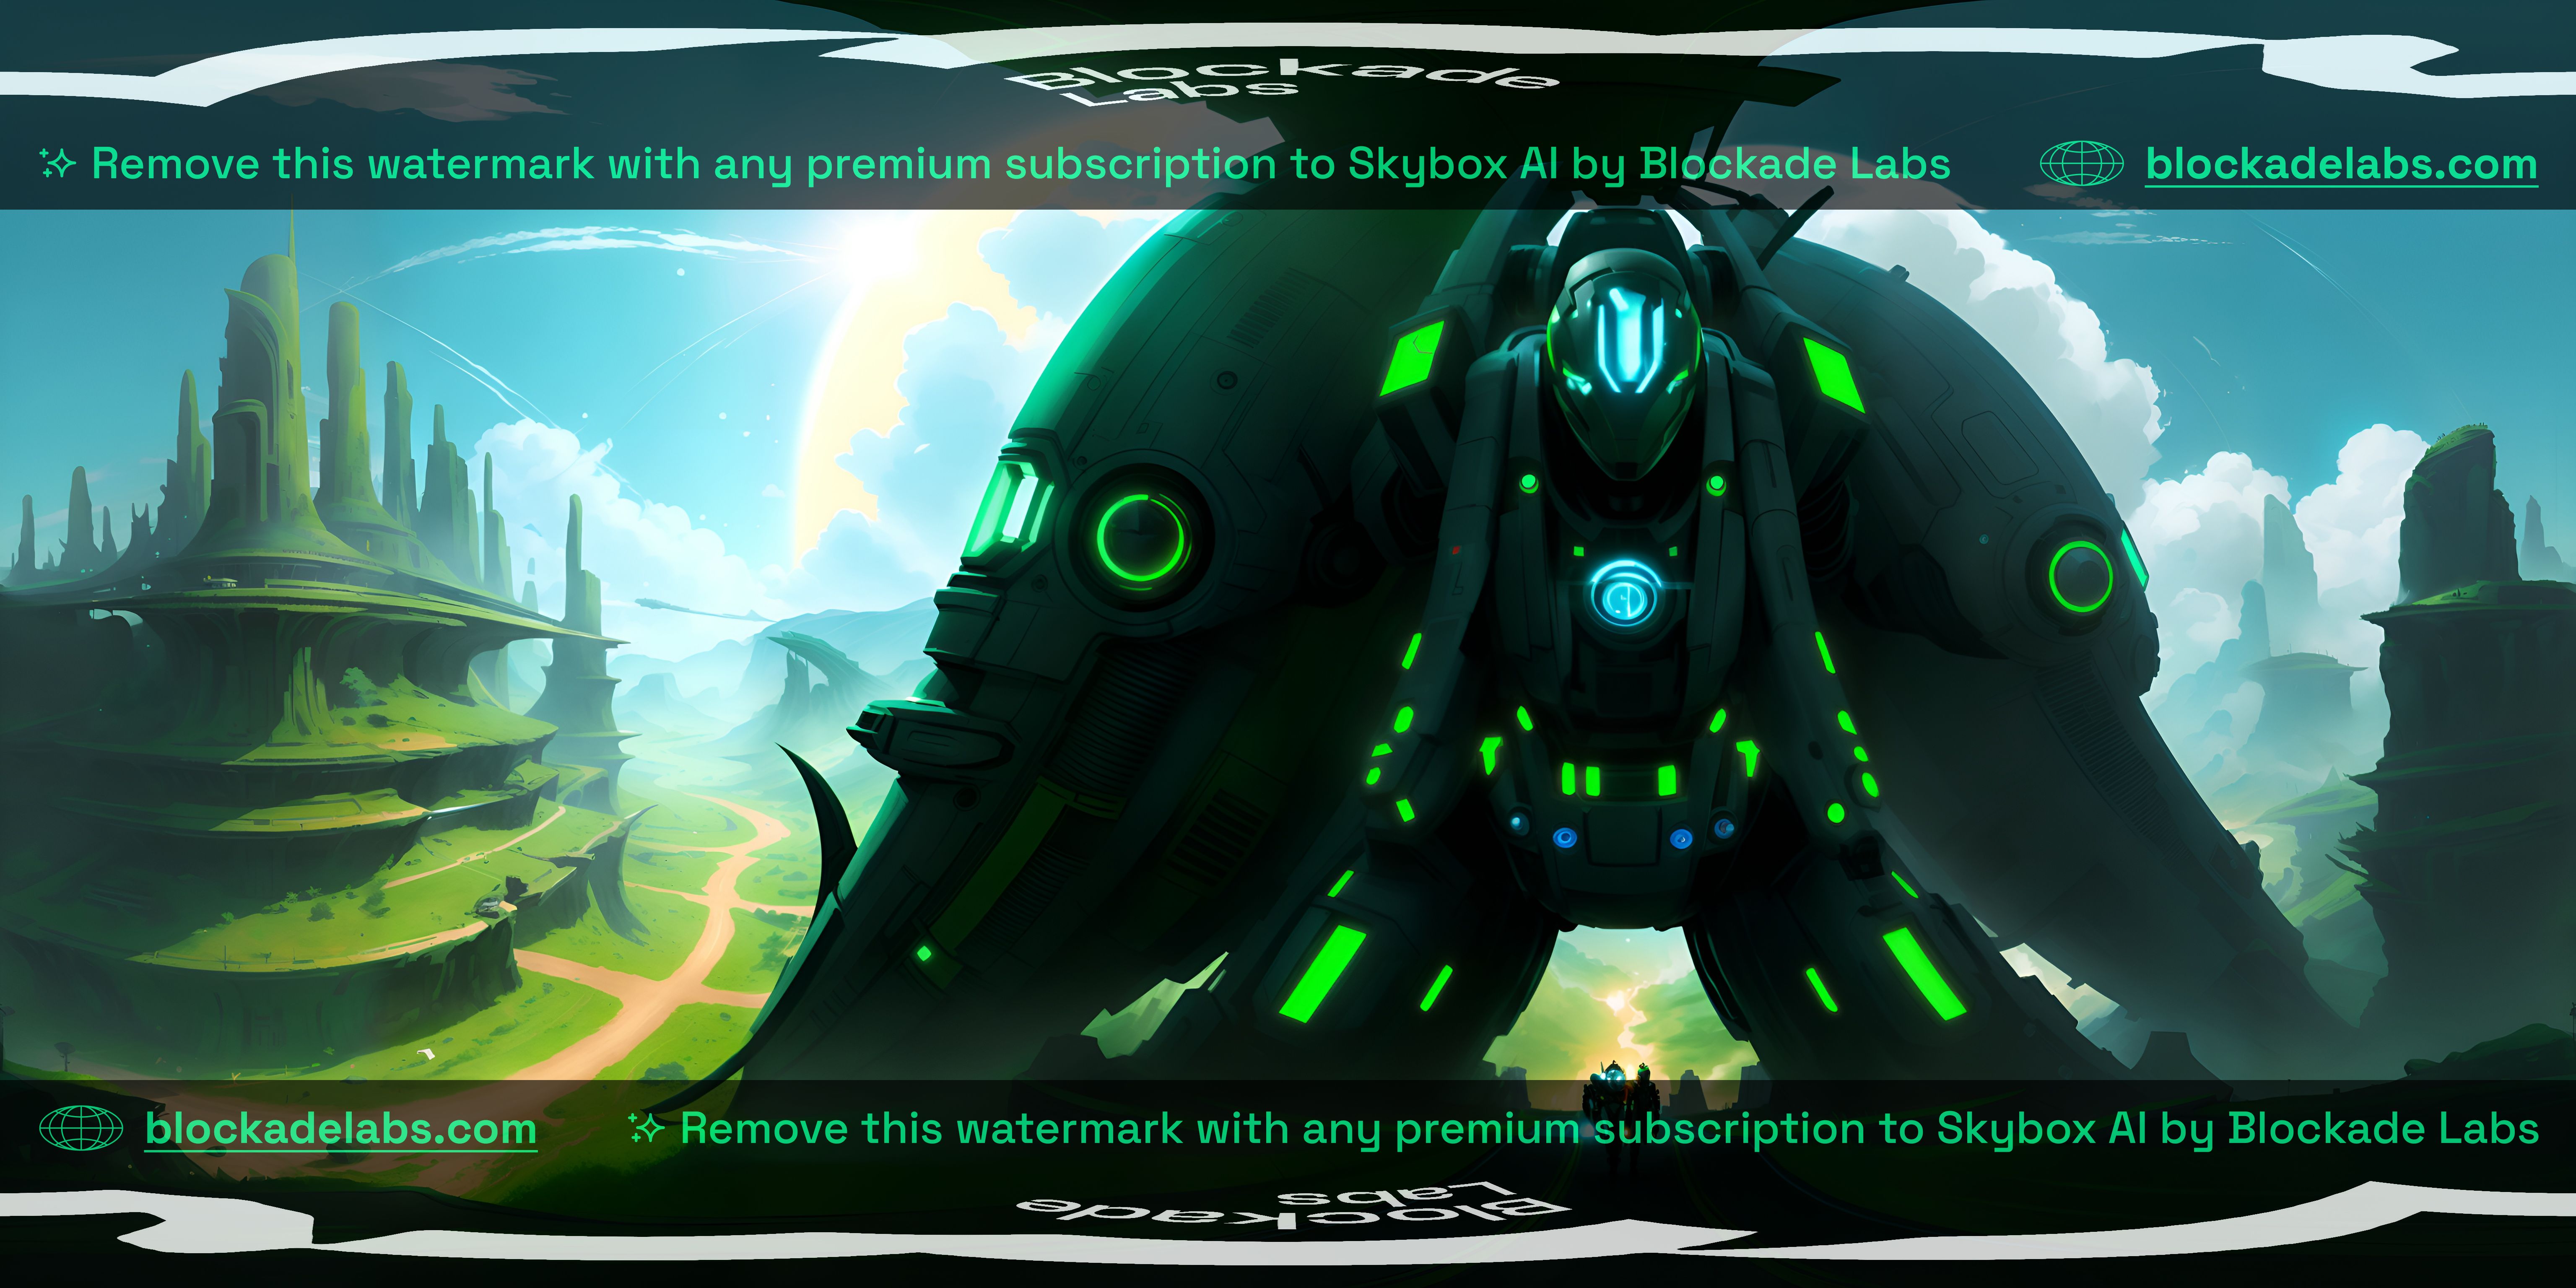 Blockade
Labs
Remove this watermark with any premium subscription to Skybox AI by Blockade Labs
blockadelabs.com
blockadelabs.com
Remove this watermark with any premium subscription to Skybox AI by Blockade Labs
Blockade
Labs